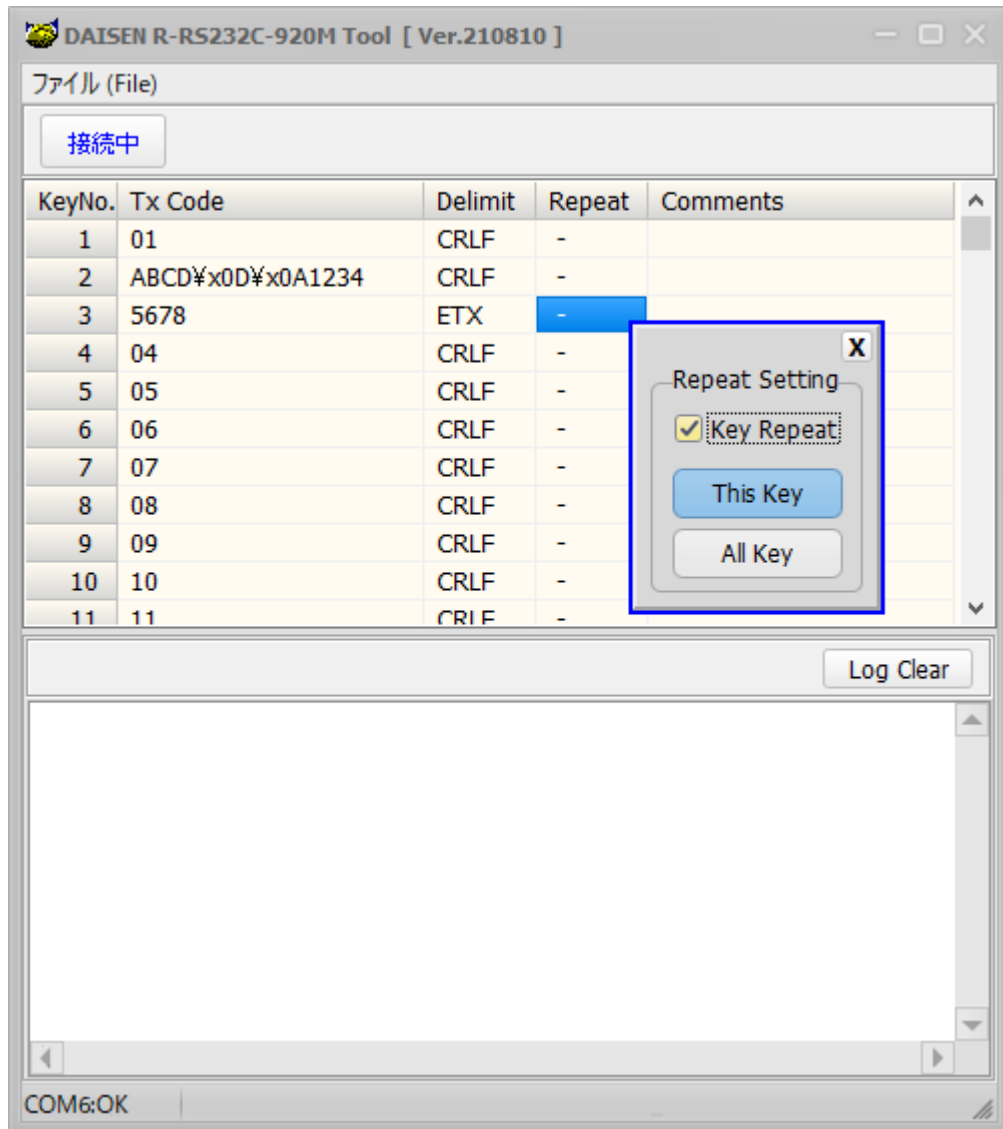 DAISEN R-RS232C-920M Tool [ Ver.210810 ]
ファイル (File)
接続中
KeyNo. Tx Code Delimit Repeat Comments
1 01 CRLF -
2 ABCD¥x0D¥x0A1234 CRLF -
3 5678 ETX -
4 04 CRLF -
5 05 CRLF -
6 06 CRLF -
7 07 CRLF -
8 08 CRLF -
9 09 CRLF -
10 10 CRLF -
11 11 CRLF -
X
Repeat Setting
Key Repeat
This Key
All Key
Log Clear
COM6:OK